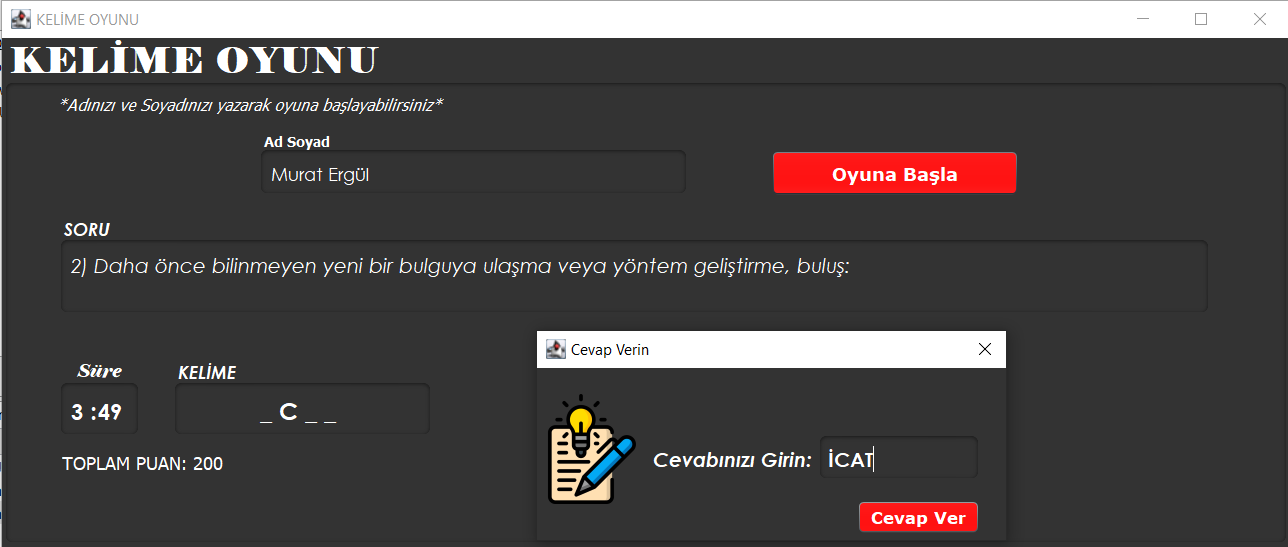 KELİME OYUNU
KELİME OYUNU
*Adınızı ve Soyadınızı yazarak oyuna başlayabilirsiniz*
Ad Soyad
Murat Ergül
Oyuna Başla
SORU
2) Daha önce bilinmeyen yeni bir bulguya ulaşma veya yöntem geliştirme, buluş:
Süre
KELİME
3 :49
_ C _ _
TOPLAM PUAN: 200
Cevap Verin
Cevabınızı Girin: İCAT
Cevap Ver